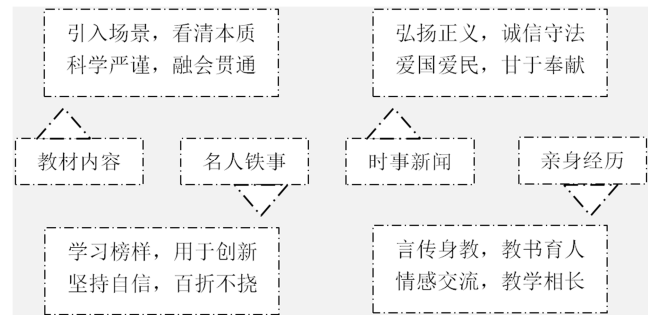 引入场景，看清本质
科学严谨，融会贯通
弘扬正义，诚信守法
爱国爱民，甘于奉献
教材内容
名人铁事
时事新闻
亲身经历
学习榜样，用于创新
坚持自信，百折不挠
言传身教，教书育人
情感交流，教学相长